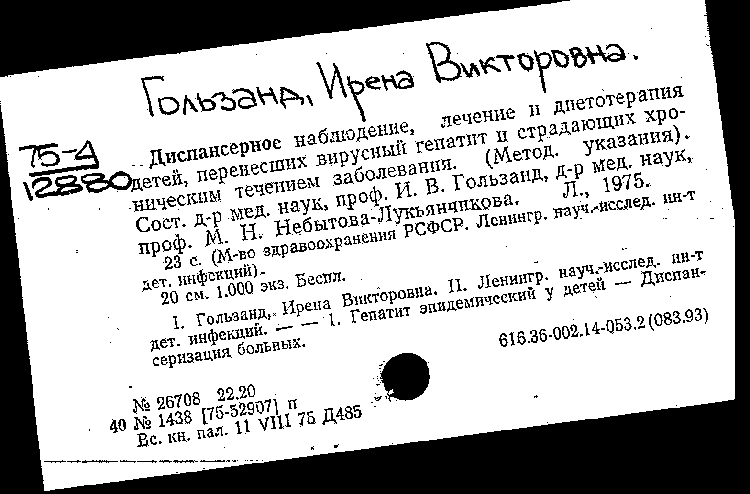 Гользанд, Ирена Викторовна.
75-4
12880
Диспансерное наблюдение, лечение и диетотерапия
детей, перенесших вирусный гепатит и страдающих хро-
ническим течением заболевания. (Метод. указания).
Сост. д-р мед. наук, проф. И. В. Гользанд, д-р мед. наук,
проф. М. Н. Небытова-Лукьянчикова. Л., 1975.
23 с. (М-во здравоохранения РСФСР. Ленингр. науч.-исслед. ин-т
дет. инфекций).
20 см. 1.000 экз. Беспл.
I. Гользанд, Ирена Викторовна. II. Ленингр. науч.-исслед. ин-т
дет. инфекций. — — 1. Гепатит эпидемический у детей — Диспан-
серизация больных.
616.36-002.14-053.2 (083.93)
№ 26708 22.20
40 № 1438 [75-52907] п
Вс. кн. пал. 11 VIII 75 Д485